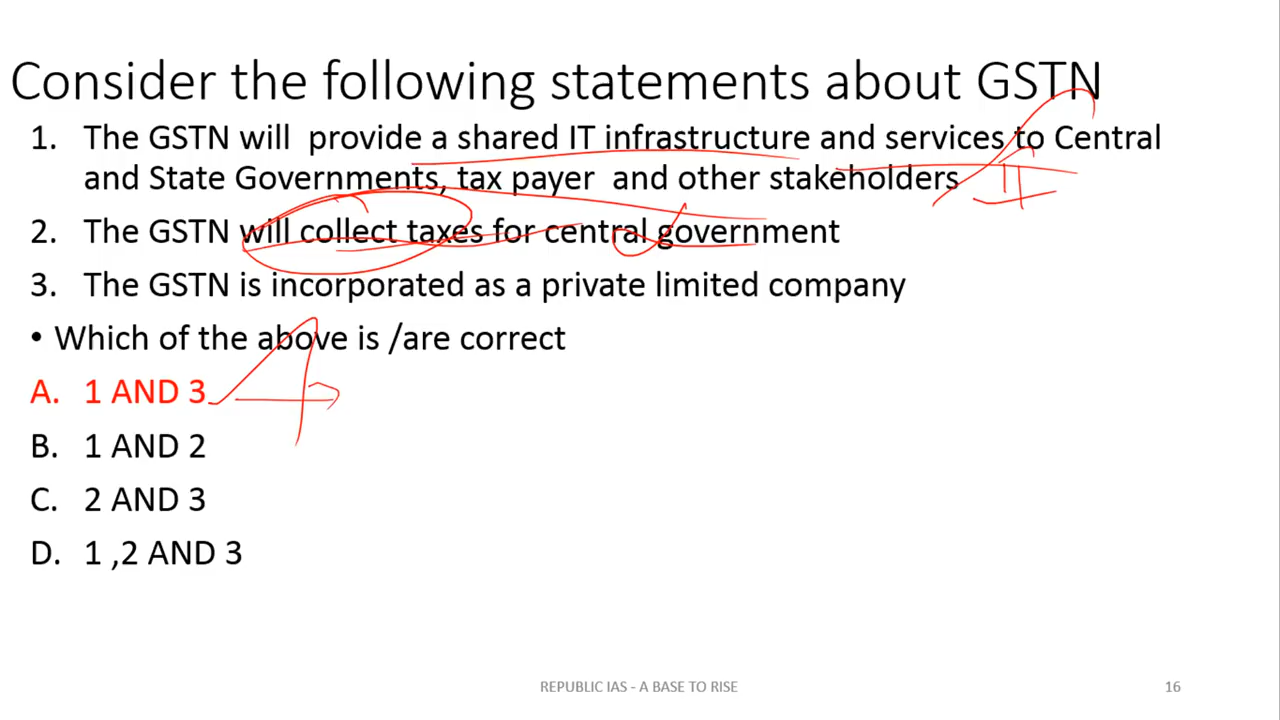 Consider the following statements about GSTN
1. The GSTN will provide a shared IT infrastructure and services to Central
and State Governments, tax payer and other stakeholders
2. The GSTN will collect taxes for central government
3. The GSTN is incorporated as a private limited company
• Which of the above is /are correct
A. 1 AND 3
B. 1 AND 2
C. 2 AND 3
D. 1 ,2 AND 3
REPUBLIC IAS - A BASE TO RISE
16